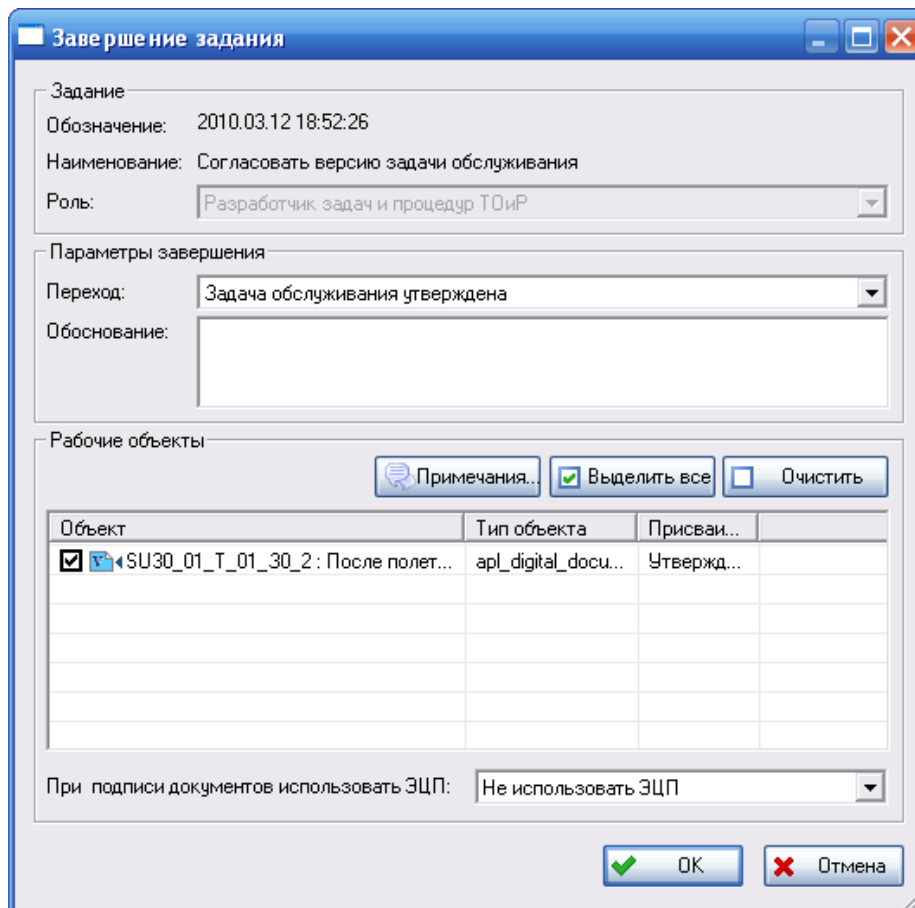 Завершение задания
Задание
Обозначение: 2010.03.12 18:52:26
Наименование: Согласовать версию задачи обслуживания
Роль: Разработчик задач и процедур ТОиР
Параметры завершения
Переход: Задача обслуживания утверждена
Обоснование:
Рабочие объекты
Примечания... Выделить все Очистить
Объект Тип объекта Присваи...
SU30_01_T_01_30_2 : После полет... apl_digital_docu... Утвержд...
При подписи документов использовать ЭЦП: Не использовать ЭЦП
OK Отмена